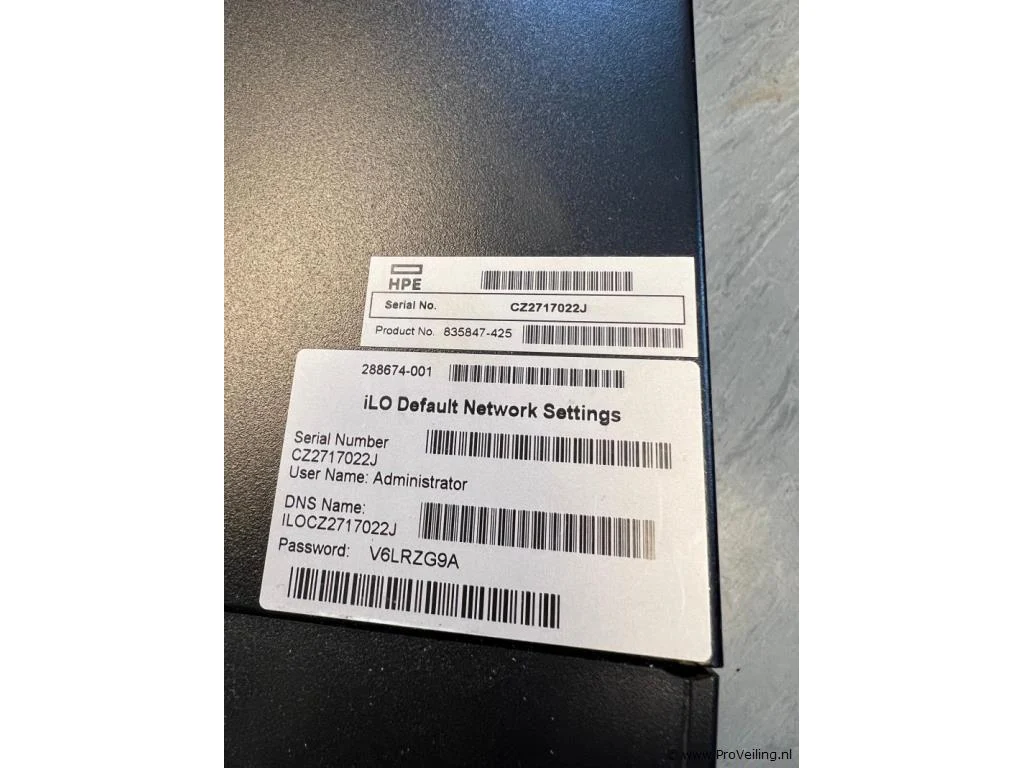 HPE
Serial No. CZ2717022J
Product No. 835847-425
288674-001
iLO Default Network Settings
Serial Number
CZ2717022J
User Name: Administrator
DNS Name:
ILOCZ2717022J
Password: V6LRZG9A
© www.ProVeiling.nl